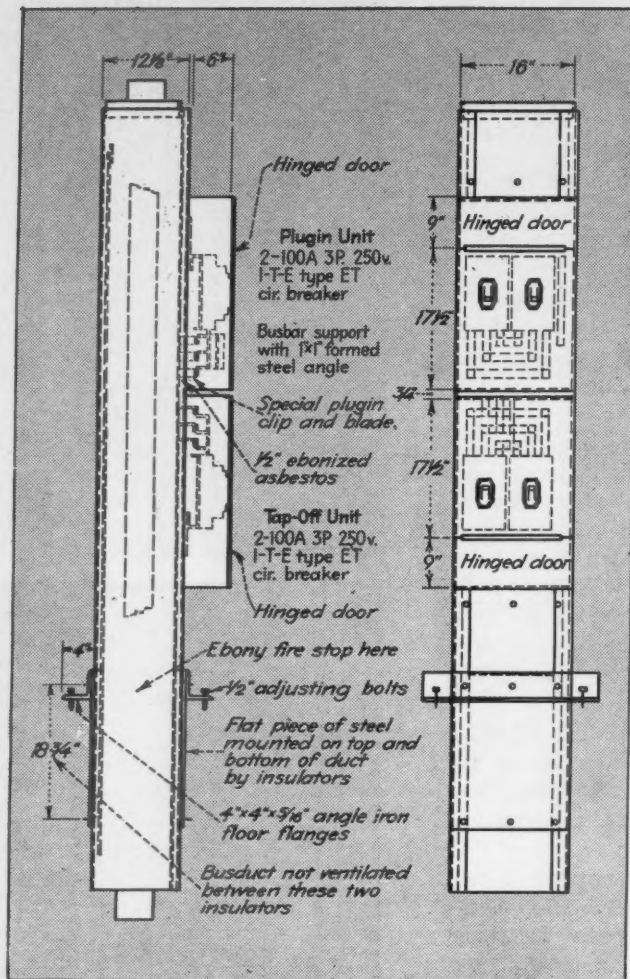 12⅛"
6"
16"
Hinged door
Plugin Unit
2-100A 3P. 250v.
I-T-E type ET
cir. breaker
Busbar support
with 1"x1" formed
steel angle
Special plugin
clip and blade.
½" ebonized
asbestos
Tap-Off Unit
2-100A 3P. 250v.
I-T-E type ET
cir. breaker
Hinged door
Ebony fire stop here
4"
½" adjusting bolts
18¾"
Flat piece of steel
mounted on top and
bottom of duct
by insulators
4"x4"x5/16" angle iron
floor flanges
Busduct not ventilated
between these two
insulators
9"
Hinged door
17½"
¾"
17½"
9"
Hinged door